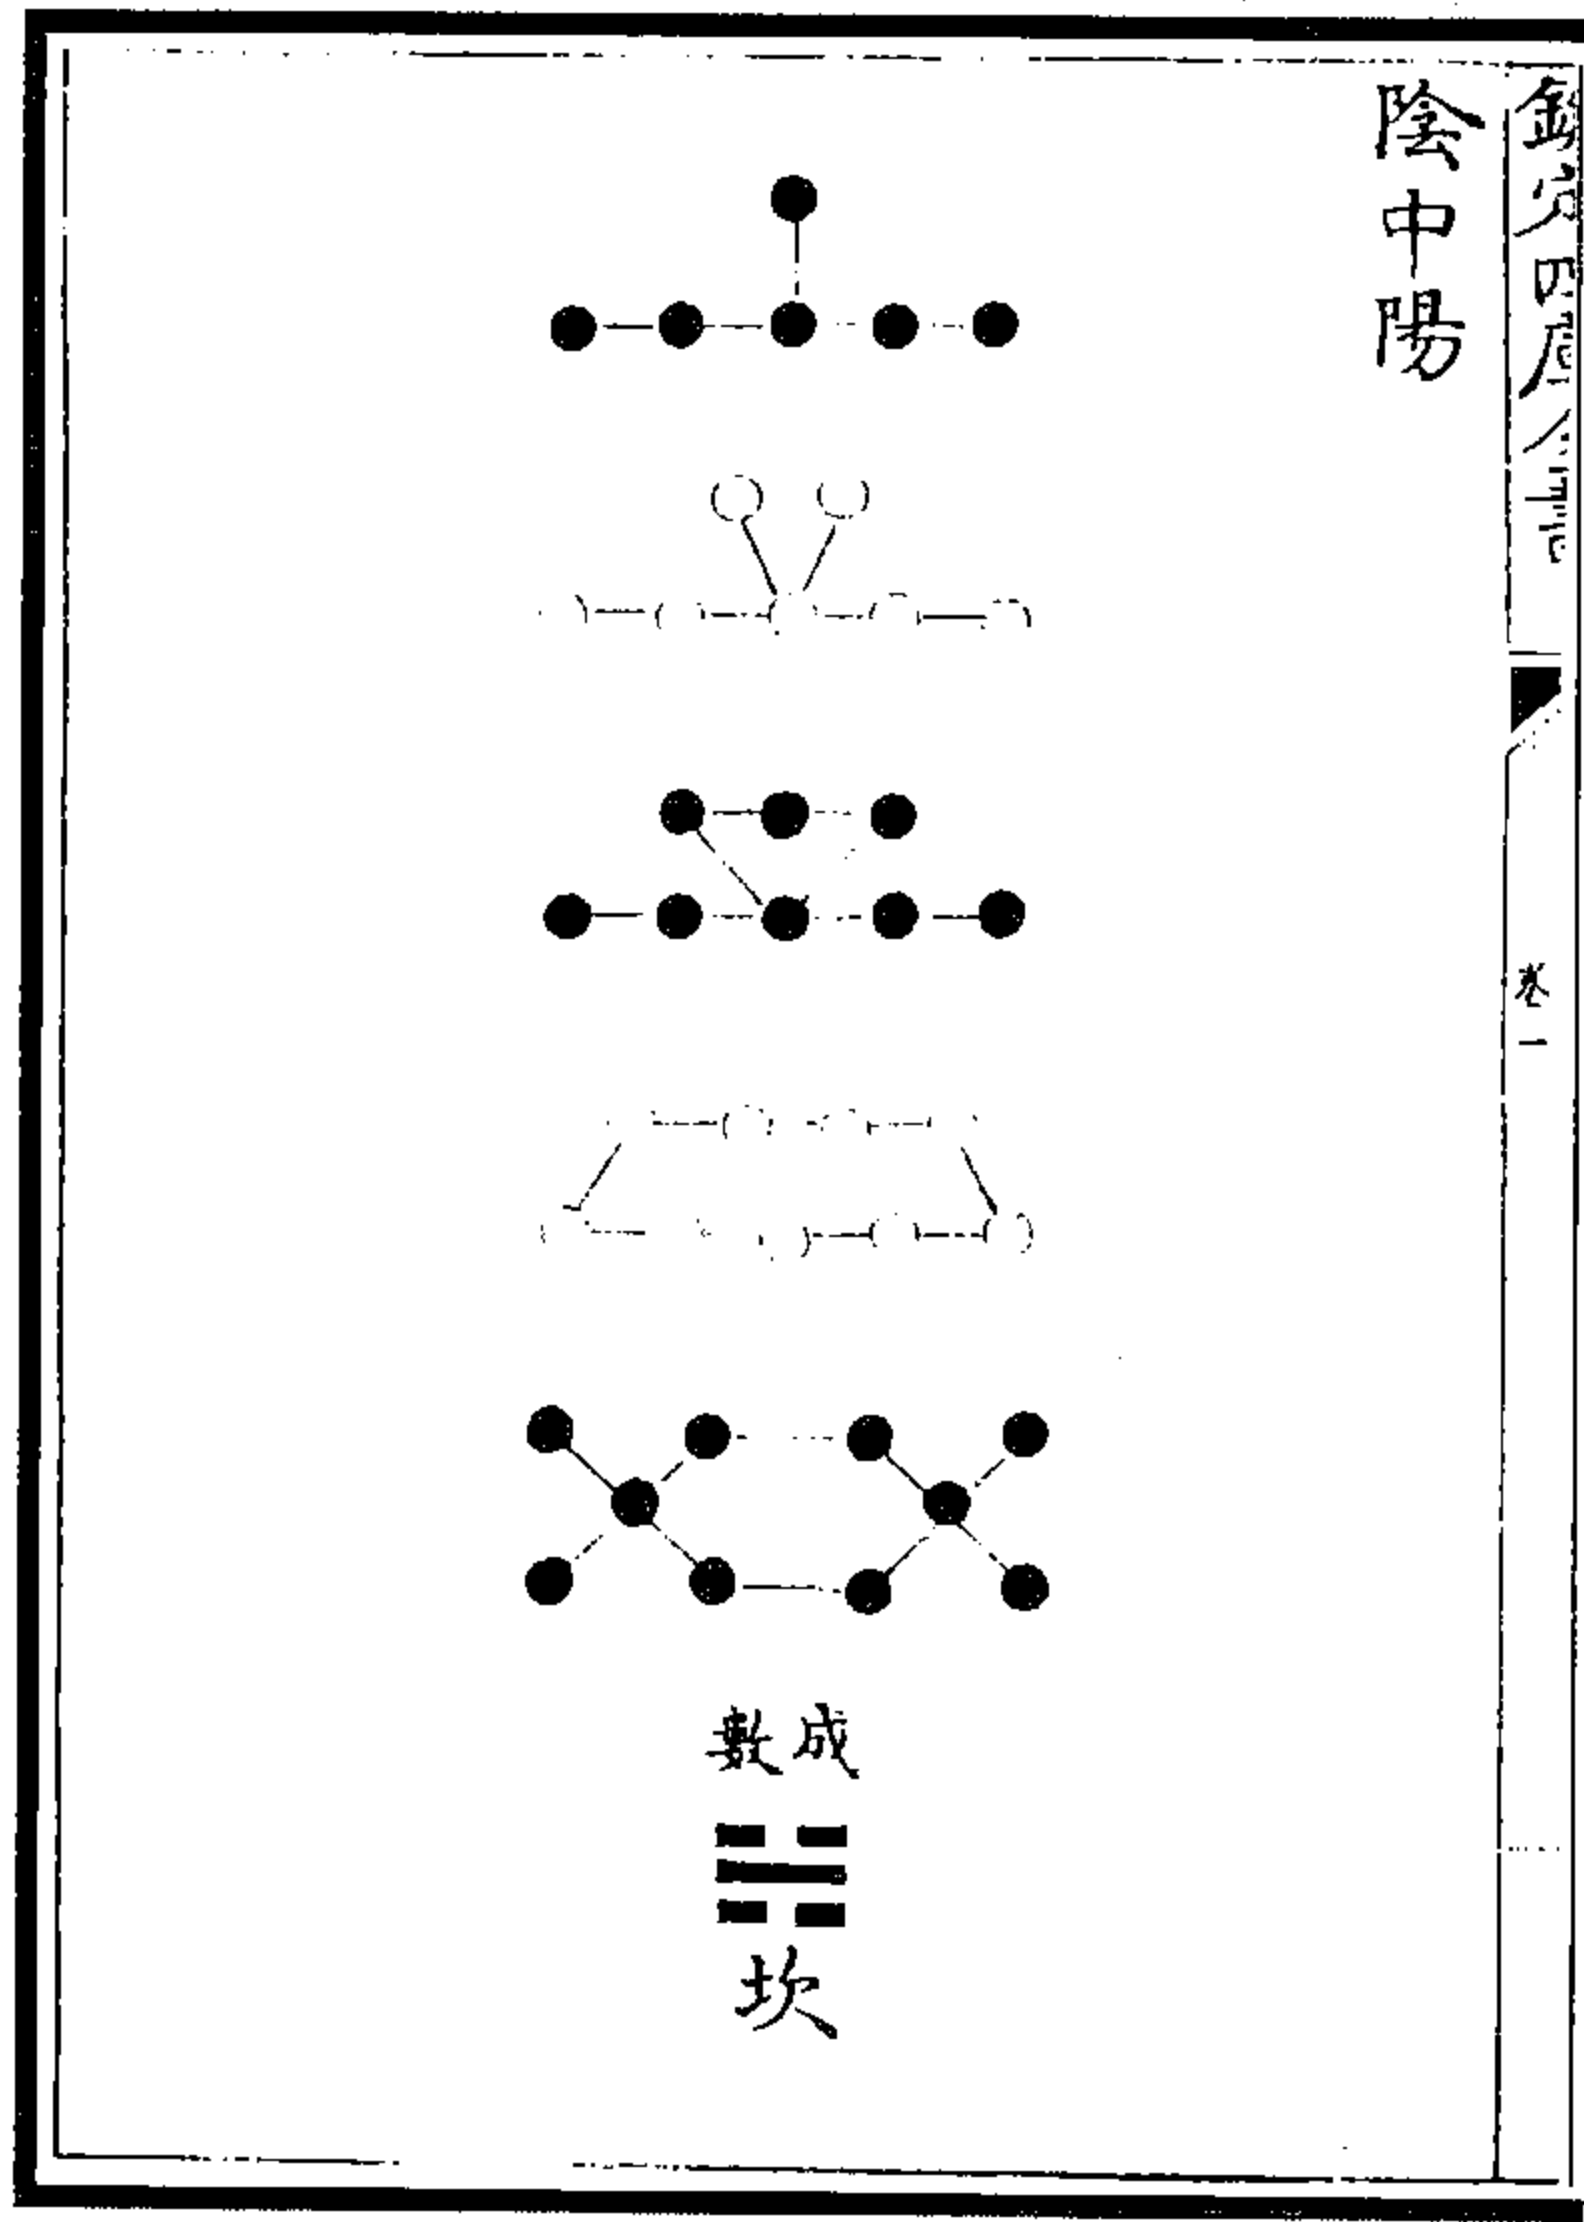 欽定四庫全書
卷一
陰中陽
成數
坎